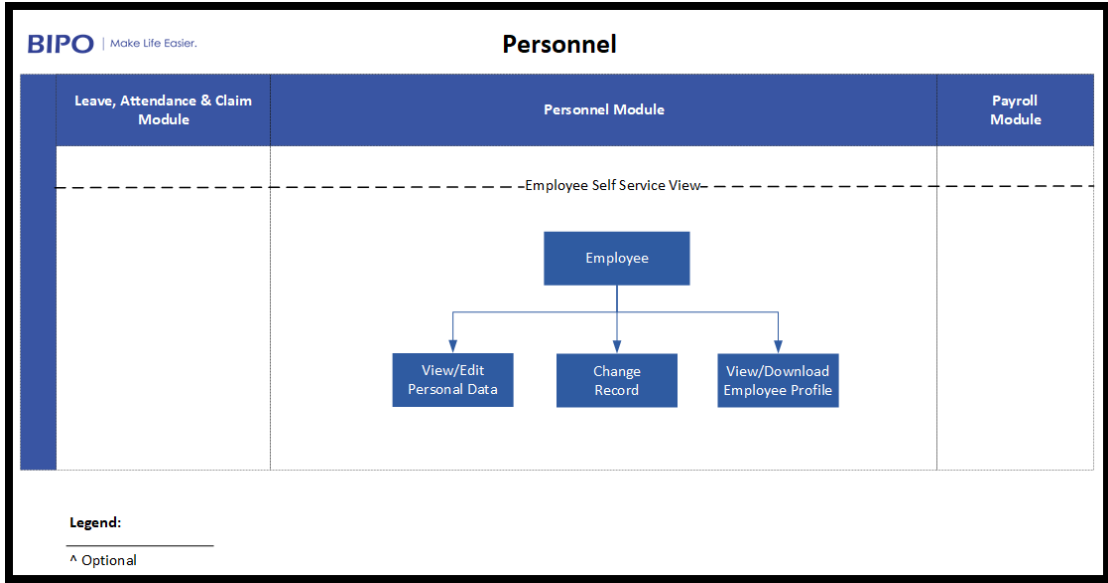 BIPO | Make Life Easier.
Personnel
Leave, Attendance & Claim
Module
Personnel Module
Payroll
Module
Employee Self Service View
Employee
View/Edit
Personal Data
Change
Record
View/Download
Employee Profile
Legend:
^ Optional